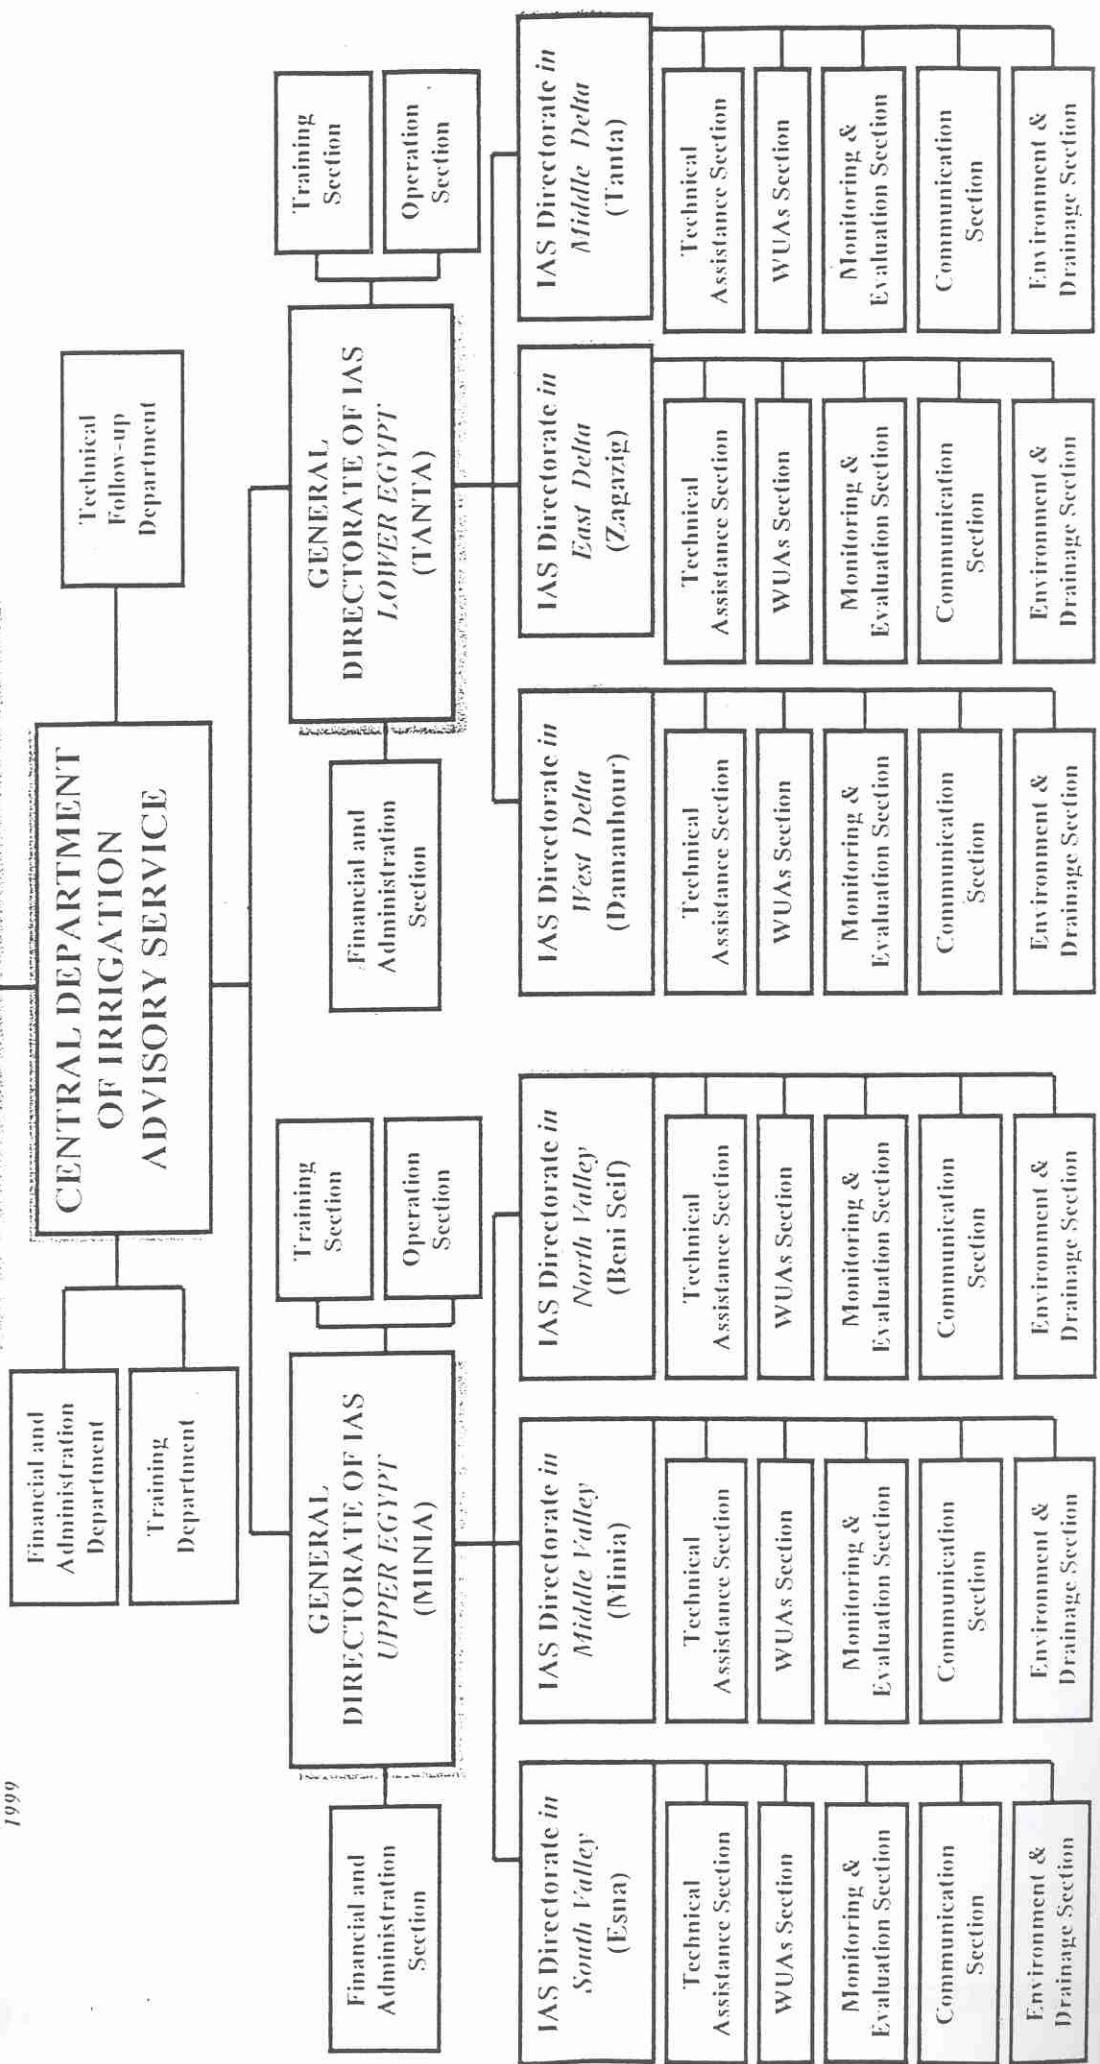 1999
CENTRAL DEPARTMENT
OF IRRIGATION
ADVISORY SERVICE
Financial and
Administration
Department
Training
Department
Technical
Follow-up
Department
GENERAL
DIRECTORATE OF IAS
UPPER EGYPT
(MINIA)
Financial and
Administration
Section
Training
Section
Operation
Section
GENERAL
DIRECTORATE OF IAS
LOWER EGYPT
(TANTA)
Financial and
Administration
Section
Training
Section
Operation
Section
IAS Directorate in
South Valley
(Esna)
Technical
Assistance Section
WUAs Section
Monitoring &
Evaluation Section
Communication
Section
Environment &
Drainage Section
IAS Directorate in
Middle Valley
(Minia)
Technical
Assistance Section
WUAs Section
Monitoring &
Evaluation Section
Communication
Section
Environment &
Drainage Section
IAS Directorate in
North Valley
(Beni Seif)
Technical
Assistance Section
WUAs Section
Monitoring &
Evaluation Section
Communication
Section
Environment &
Drainage Section
IAS Directorate in
West Delta
(Damanhour)
Technical
Assistance Section
WUAs Section
Monitoring &
Evaluation Section
Communication
Section
Environment &
Drainage Section
IAS Directorate in
East Delta
(Zagazig)
Technical
Assistance Section
WUAs Section
Monitoring &
Evaluation Section
Communication
Section
Environment &
Drainage Section
IAS Directorate in
Middle Delta
(Tanta)
Technical
Assistance Section
WUAs Section
Monitoring &
Evaluation Section
Communication
Section
Environment &
Drainage Section